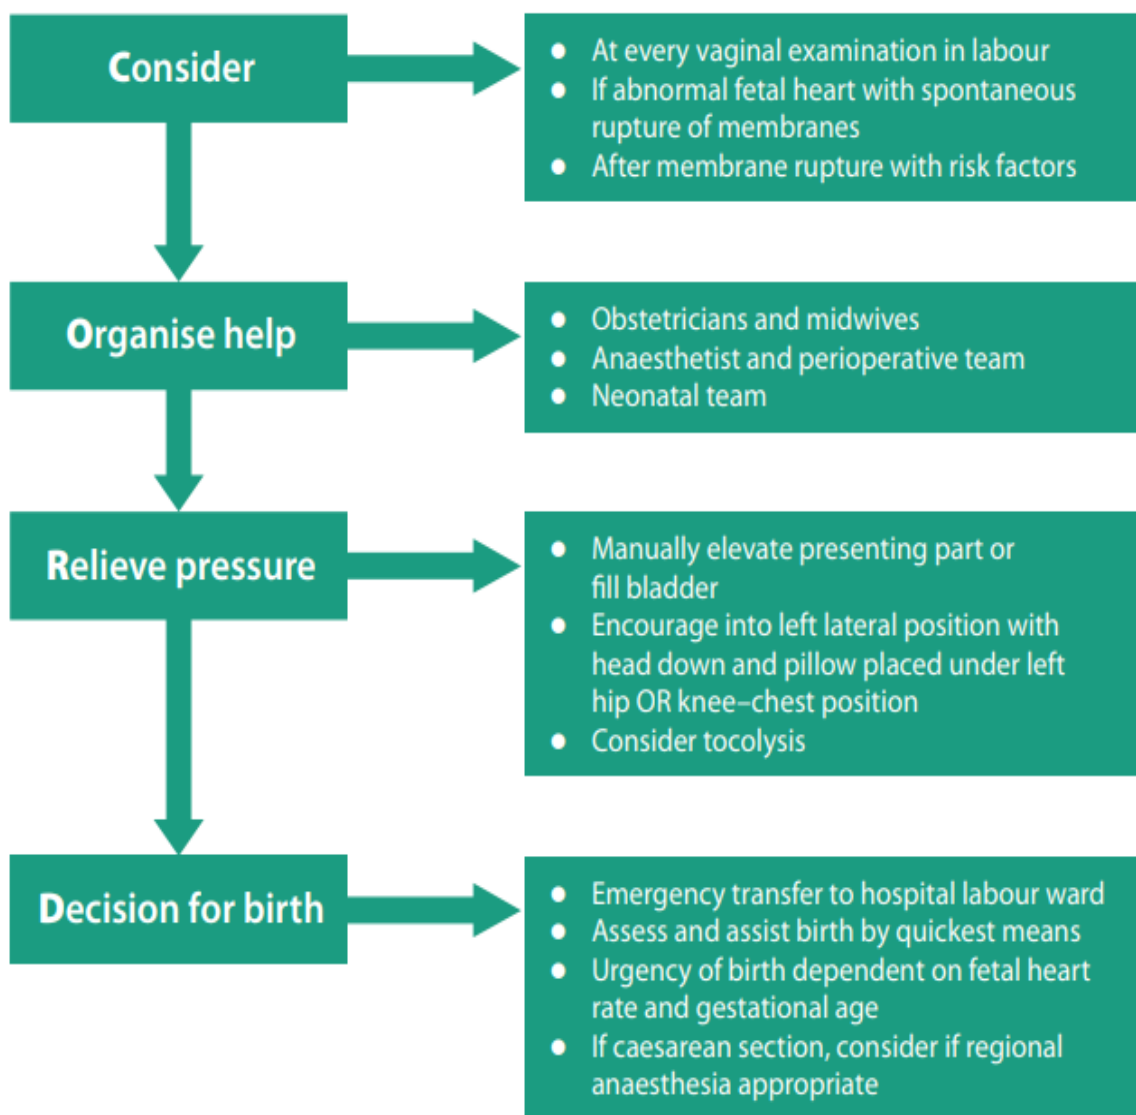 Consider
● At every vaginal examination in labour
● If abnormal fetal heart with spontaneous
rupture of membranes
● After membrane rupture with risk factors
Organise help
● Obstetricians and midwives
● Anaesthetist and perioperative team
● Neonatal team
Relieve pressure
● Manually elevate presenting part or
fill bladder
● Encourage into left lateral position with
head down and pillow placed under left
hip OR knee–chest position
● Consider tocolysis
Decision for birth
● Emergency transfer to hospital labour ward
● Assess and assist birth by quickest means
● Urgency of birth dependent on fetal heart
rate and gestational age
● If caesarean section, consider if regional
anaesthesia appropriate